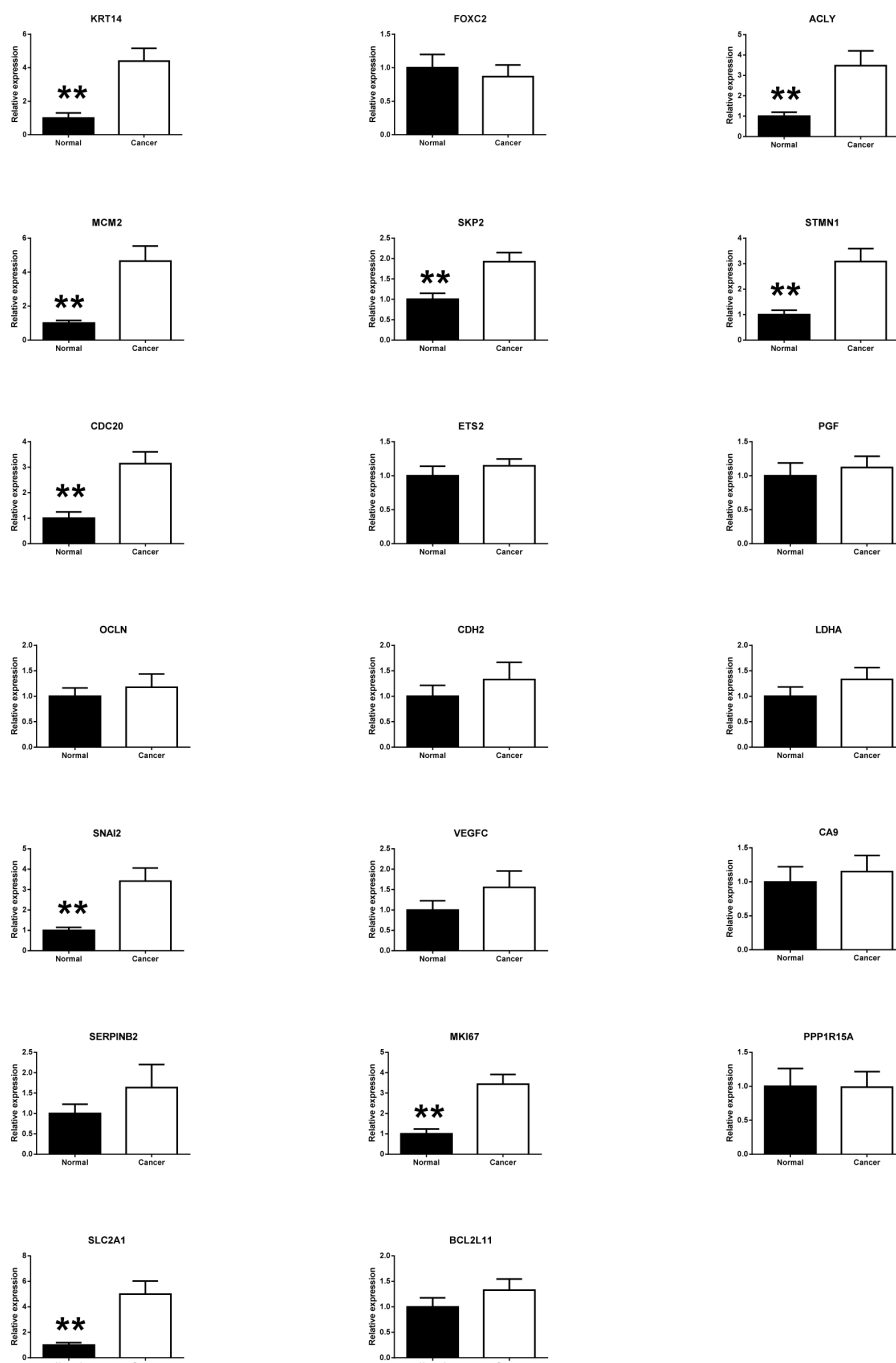 KRT14 FOXC2 ACLY
Relative expression 6 4 2 0 ** Normal Cancer
Relative expression 1.5 1.0 0.5 0.0 Normal Cancer
Relative expression 5 4 3 2 1 0 ** Normal Cancer
MCM2 SKP2 STMN1
Relative expression 6 4 2 0 ** Normal Cancer
Relative expression 2.5 2.0 1.5 1.0 0.5 0.0 ** Normal Cancer
Relative expression 4 3 2 1 0 ** Normal Cancer
CDC20 ETS2 PGF
Relative expression 4 3 2 1 0 ** Normal Cancer
Relative expression 1.5 1.0 0.5 0.0 Normal Cancer
Relative expression 1.5 1.0 0.5 0.0 Normal Cancer
OCLN CDH2 LDHA
Relative expression 2.0 1.5 1.0 0.5 0.0 Normal Cancer
Relative expression 2.0 1.5 1.0 0.5 0.0 Normal Cancer
Relative expression 2.0 1.5 1.0 0.5 0.0 Normal Cancer
SNAI2 VEGFC CA9
Relative expression 5 4 3 2 1 0 ** Normal Cancer
Relative expression 2.5 2.0 1.5 1.0 0.5 0.0 Normal Cancer
Relative expression 1.5 1.0 0.5 0.0 Normal Cancer
SERPINB2 MKI67 PPP1R15A
Relative expression 2.5 2.0 1.5 1.0 0.5 0.0 Normal Cancer
Relative expression 5 4 3 2 1 0 ** Normal Cancer
Relative expression 1.5 1.0 0.5 0.0 Normal Cancer
SLC2A1 BCL2L11
Relative expression 8 6 4 2 0 **
Relative expression 2.0 1.5 1.0 0.5 0.0